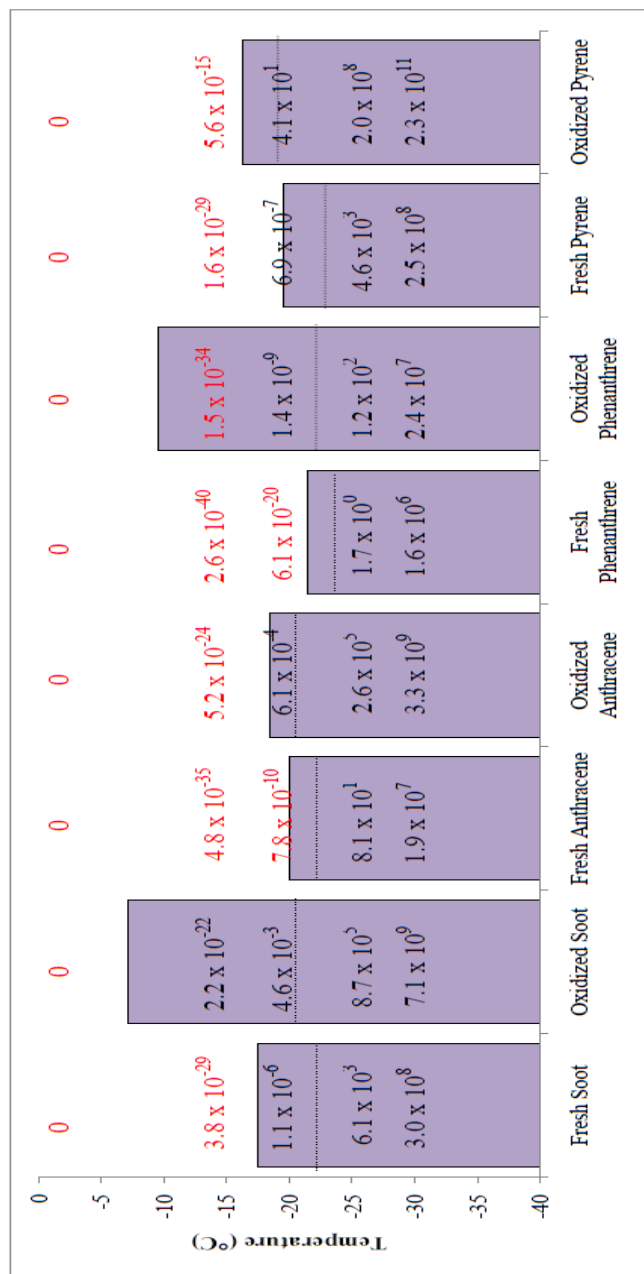 Temperature (°C)
0
-5
-10
-15
-20
-25
-30
-35
-40
0
3.8 x 10⁻²⁹
1.1 x 10⁻⁶
6.1 x 10³
3.0 x 10⁸
Fresh Soot
0
2.2 x 10⁻²²
4.6 x 10⁻³
8.7 x 10⁵
7.1 x 10⁹
Oxidized Soot
0
4.8 x 10⁻³⁵
7.8 x 10⁻¹⁰
8.1 x 10¹
1.9 x 10⁷
Fresh Anthracene
0
5.2 x 10⁻²⁴
6.1 x 10⁻⁴
2.6 x 10⁵
3.3 x 10⁹
Oxidized
Anthracene
0
2.6 x 10⁻⁴⁰
6.1 x 10⁻²⁰
1.7 x 10⁰
1.6 x 10⁶
Fresh
Phenanthrene
0
1.5 x 10⁻³⁴
1.4 x 10⁻⁹
1.2 x 10²
2.4 x 10⁷
Oxidized
Phenanthrene
0
1.6 x 10⁻²⁹
6.9 x 10⁻⁷
4.6 x 10³
2.5 x 10⁸
Fresh Pyrene
0
5.6 x 10⁻¹⁵
4.1 x 10¹
2.0 x 10⁸
2.3 x 10¹¹
Oxidized Pyrene